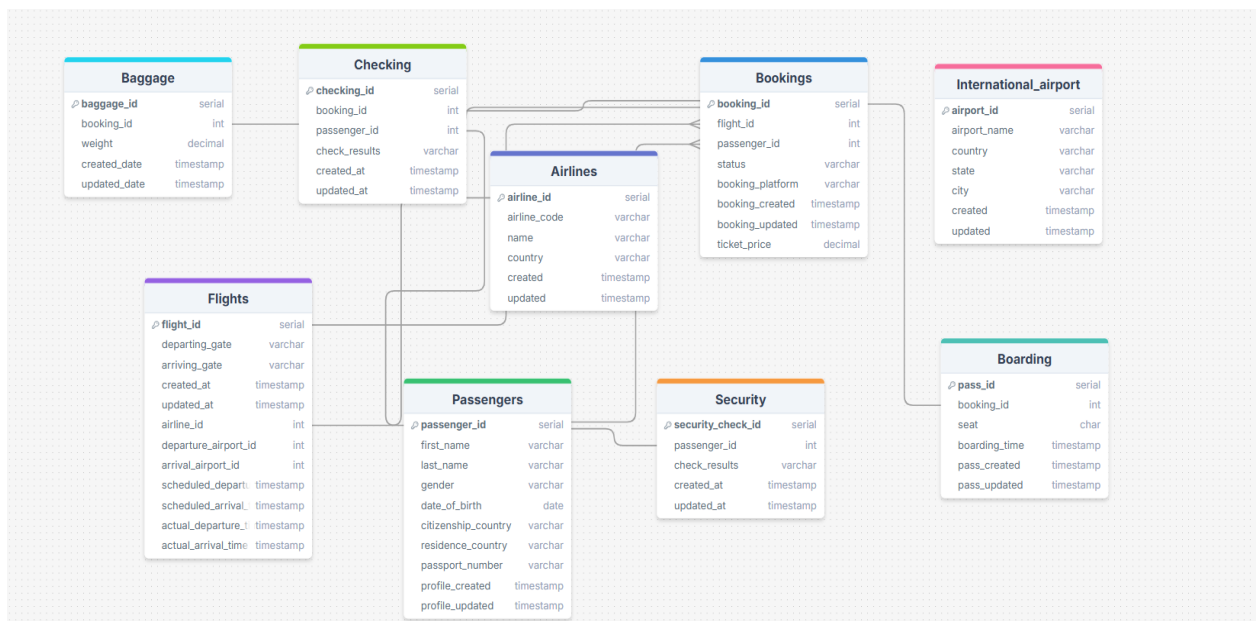 Baggage
baggage_id serial
booking_id int
weight decimal
created_date timestamp
updated_date timestamp
Checking
checking_id serial
booking_id int
passenger_id int
check_results varchar
created_at timestamp
updated_at timestamp
Airlines
airline_id serial
airline_code varchar
name varchar
country varchar
created timestamp
updated timestamp
Bookings
booking_id serial
flight_id int
passenger_id int
status varchar
booking_platform varchar
booking_created timestamp
booking_updated timestamp
ticket_price decimal
International_airport
airport_id serial
airport_name varchar
country varchar
state varchar
city varchar
created timestamp
updated timestamp
Flights
flight_id serial
departing_gate varchar
arriving_gate varchar
created_at timestamp
updated_at timestamp
airline_id int
departure_airport_id int
arrival_airport_id int
scheduled_depart timestamp
scheduled_arrival_ timestamp
actual_departure_t timestamp
actual_arrival_time timestamp
Passengers
passenger_id serial
first_name varchar
last_name varchar
gender varchar
date_of_birth date
citizenship_country varchar
residence_country varchar
passport_number varchar
profile_created timestamp
profile_updated timestamp
Security
security_check_id serial
passenger_id int
check_results varchar
created_at timestamp
updated_at timestamp
Boarding
pass_id serial
booking_id int
seat char
boarding_time timestamp
pass_created timestamp
pass_updated timestamp